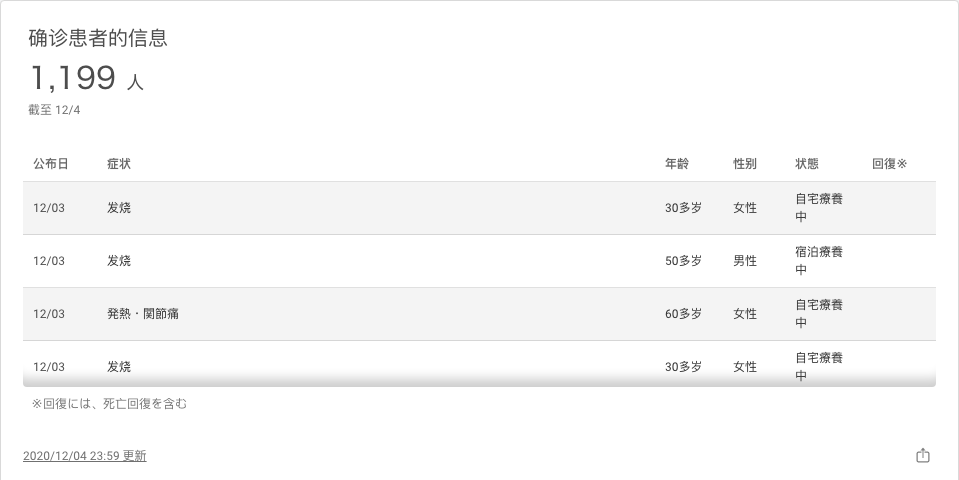 确诊患者的信息
1,199 人
截至 12/4
公布日 症状 年龄 性别 状態 回復※
12/03 发烧 30多岁 女性 自宅療養
中
12/03 发烧 50多岁 男性 宿泊療養
中
12/03 発熱・関節痛 60多岁 女性 自宅療養
中
12/03 发烧 30多岁 女性 自宅療養
中
※回復には、死亡回復を含む
2020/12/04 23:59 更新